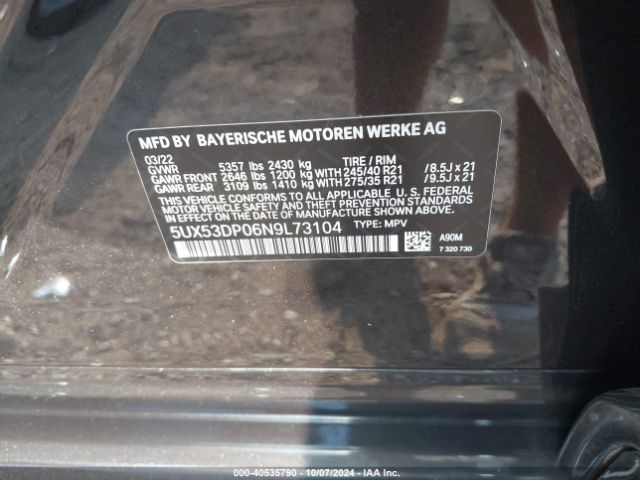 MFD BY BAYERISCHE MOTOREN WERKE AG
03/22
GVWR 5357 lbs 2430 kg TIRE / RIM
GAWR FRONT 2646 lbs 1200 kg WITH 245/40 R21 / 8.5J x 21
GAWR REAR 3109 lbs 1410 kg WITH 275/35 R21 / 9.5J x 21
THIS VEHICLE CONFORMS TO ALL APPLICABLE U. S. FEDERAL
MOTOR VEHICLE SAFETY, BUMPER AND THEFT PREVENTION
STANDARDS IN EFFECT ON THE DATE OF MANUFACTURE SHOWN ABOVE.
5UX53DP06N9L73104 TYPE: MPV
A90M
7 320 730
000-40535790 - 10/07/2024 - IAA Inc.